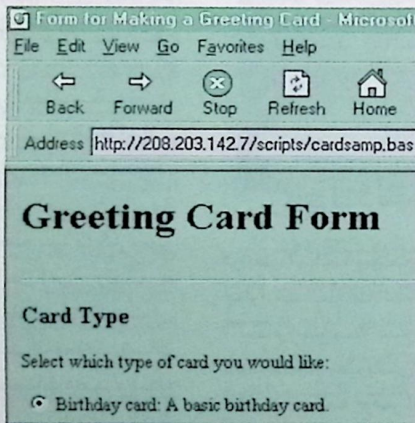 Form for Making a Greeting Card - Microsoft
File Edit View Go Favorites Help
Back Forward Stop Refresh Home
Address http://208.203.142.7/scripts/cardsamp.bas
Greeting Card Form
Card Type
Select which type of card you would like:
Birthday card: A basic birthday card.